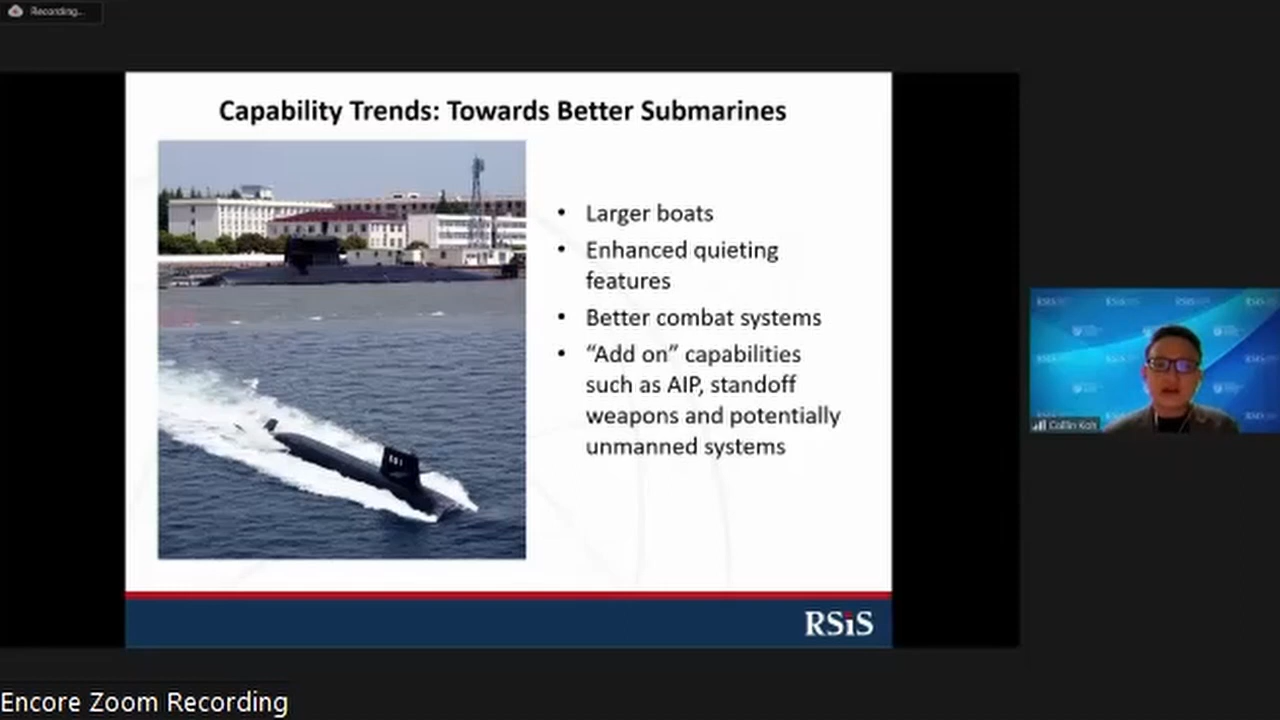 Recording...
Capability Trends: Towards Better Submarines
• Larger boats
• Enhanced quieting
features
• Better combat systems
• “Add on” capabilities
such as AIP, standoff
weapons and potentially
unmanned systems
RSiS
Collin Koh
Encore Zoom Recording